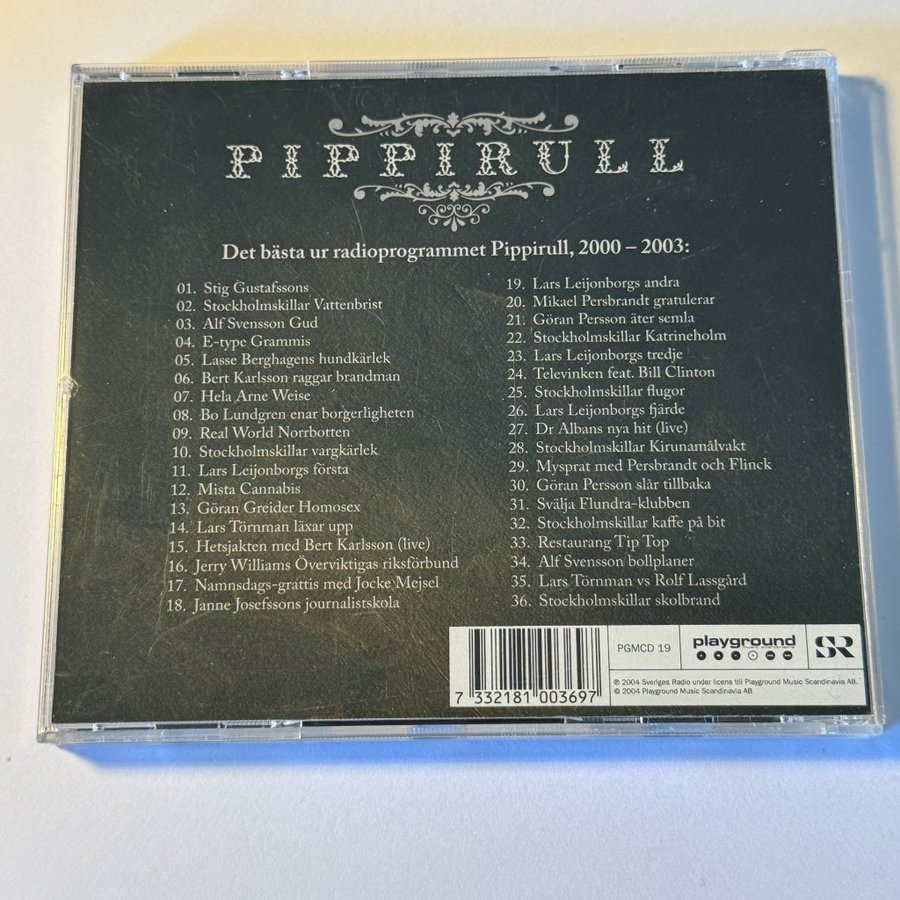 PIPPIRULL
Det bästa ur radioprogrammet Pippirull, 2000 – 2003:
01. Stig Gustafssons
02. Stockholmskillar Vattenbrist
03. Alf Svensson Gud
04. E-type Grammis
05. Lasse Berghagens hundkärlek
06. Bert Karlsson raggar brandman
07. Hela Arne Weise
08. Bo Lundgren enar borgerligheten
09. Real World Norrbotten
10. Stockholmskillar vargkärlek
11. Lars Leijonborgs första
12. Mista Cannabis
13. Göran Greider Homosex
14. Lars Törnman läxar upp
15. Hetsjakten med Bert Karlsson (live)
16. Jerry Williams Överviktigas riksförbund
17. Namnsdags-grattis med Jocke Mejsel
18. Janne Josefssons journalistskola
19. Lars Leijonborgs andra
20. Mikael Persbrandt gratulerar
21. Göran Persson äter semla
22. Stockholmskillar Katrineholm
23. Lars Leijonborgs tredje
24. Televinken feat. Bill Clinton
25. Stockholmskillar flugor
26. Lars Leijonborgs fjärde
27. Dr Albans nya hit (live)
28. Stockholmskillar Kirunamålvakt
29. Mysprat med Persbrandt och Flinck
30. Göran Persson slår tillbaka
31. Svälja Flundra-klubben
32. Stockholmskillar kaffe på bit
33. Restaurang Tip Top
34. Alf Svensson bollplaner
35. Lars Törnman vs Rolf Lassgård
36. Stockholmskillar skolbrand
7 332181 003697
PGMCD 19
playground
music scandinavia
SR
℗ 2004 Sveriges Radio under licens till Playground Music Scandinavia AB.
© 2004 Playground Music Scandinavia AB